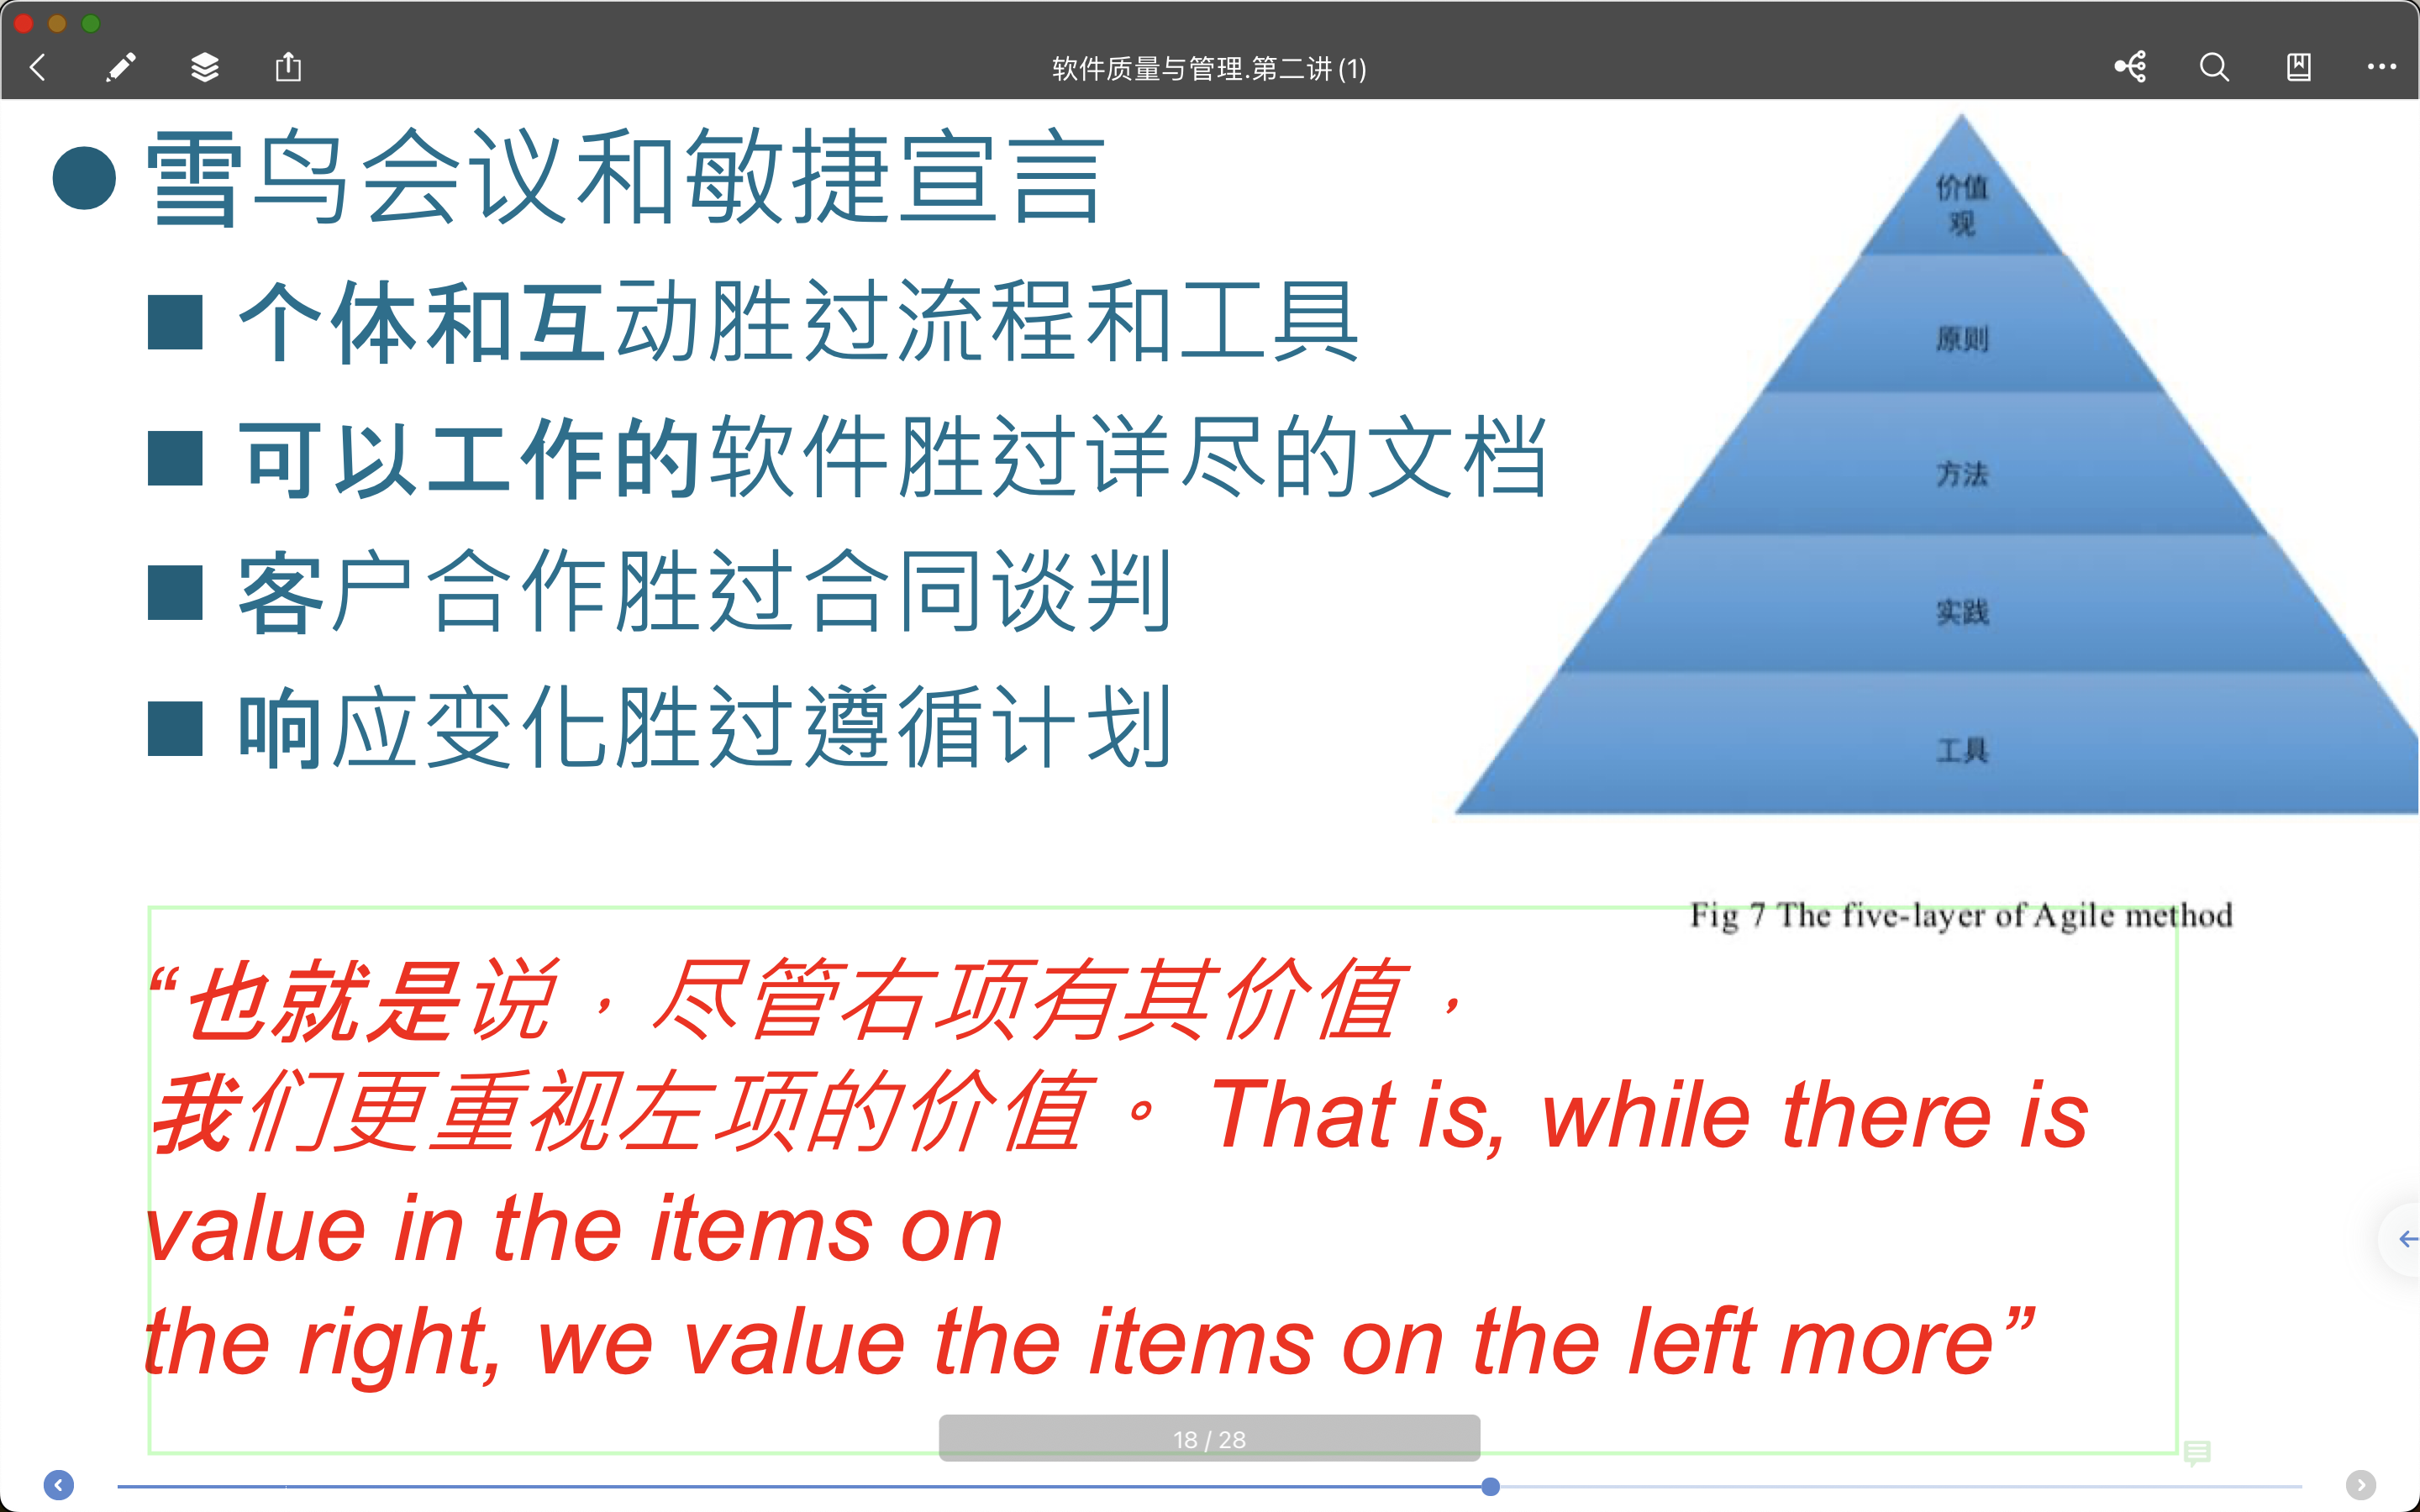 软件质量与管理.第二讲 (1)
雪鸟会议和敏捷宣言
个体和互动胜过流程和工具
可以工作的软件胜过详尽的文档
客户合作胜过合同谈判
响应变化胜过遵循计划
价值
观
原则
方法
实践
工具
Fig 7 The five-layer of Agile method
“也就是说，尽管右项有其价值，
我们更重视左项的价值。 That is, while there is
value in the items on
the right, we value the items on the left more”
18 / 28